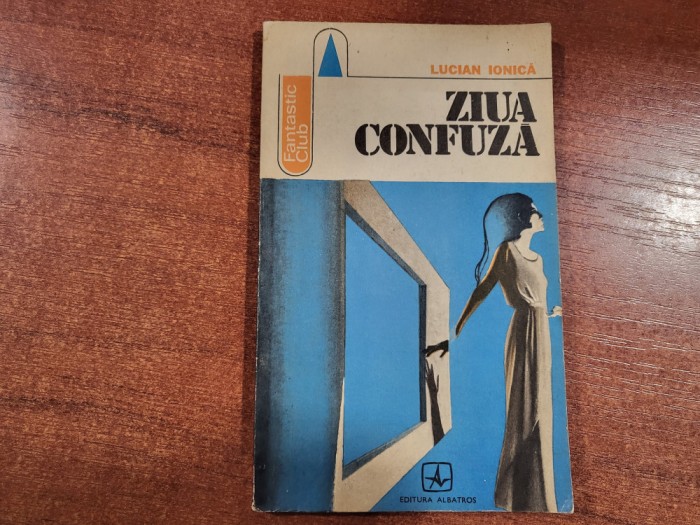 LUCIAN IONICĂ
ZIUA
CONFUZĂ
Fantastic
Club
EDITURA ALBATROS